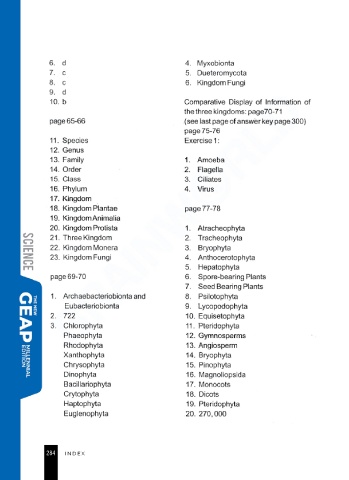 6. d
7. c
8. c
9. d
10. b
page 65-66
11. Species
12. Genus
13. Family
14. Order
15. Class
16. Phylum
17. Kingdom
18. Kingdom Plantae
19. Kingdom Animalia
20. Kingdom Protista
21. Three Kingdom
22. Kingdom Monera
23. Kingdom Fungi
page 69-70
1. Archaebacteriobionta and
Eubacteriobionta
2. 722
3. Chlorophyta
Phaeophyta
Rhodophyta
Xanthophyta
Chrysophyta
Dinophyta
Bacillariophyta
Crytophyta
Haptophyta
Euglenophyta
4. Myxobionta
5. Dueteromycota
6. Kingdom Fungi
Comparative Display of Information of
the three kingdoms: page70-71
(see last page of answer key page 300)
page 75-76
Exercise 1:
1. Amoeba
2. Flagella
3. Ciliates
4. Virus
page 77-78
1. Atracheophyta
2. Tracheophyta
3. Bryophyta
4. Anthocerotophyta
5. Hepatophyta
6. Spore-bearing Plants
7. Seed Bearing Plants
8. Psilotophyta
9. Lycopodophyta
10. Equisetophyta
11. Pteridophyta
12. Gymnosperms
13. Angiosperm
14. Bryophyta
15. Pinophyta
16. Magnoliopsida
17. Monocots
18. Dicots
19. Pteridophyta
20. 270, 000
SCIENCE
THE NEW
GEAP
MILLENNIAL
EDITION
284 INDEX